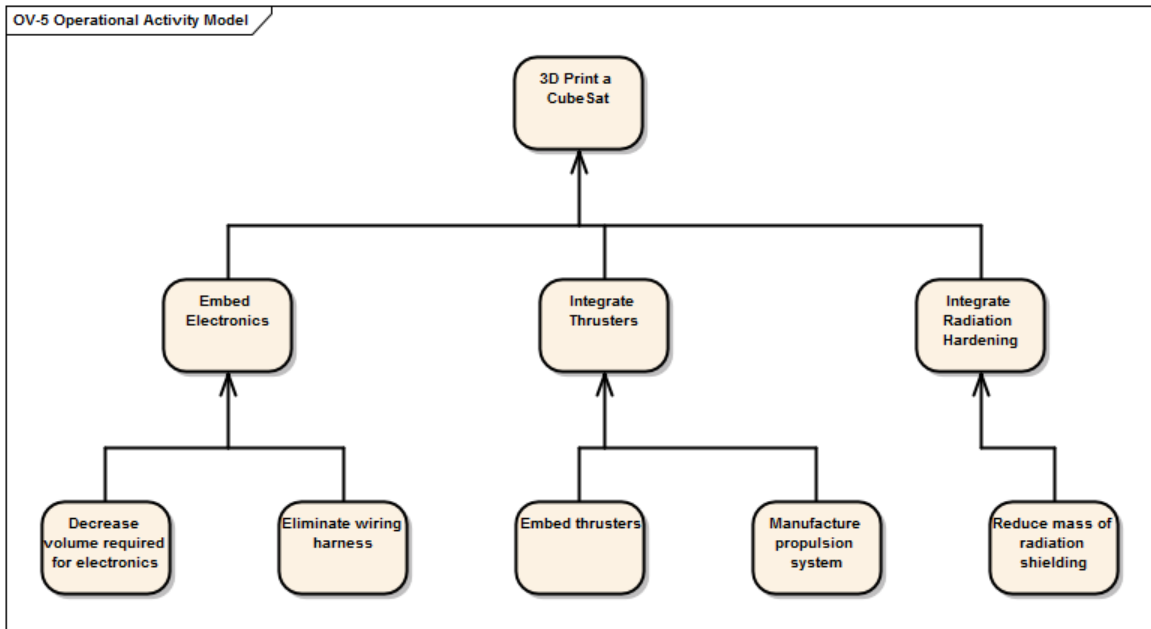 OV-5 Operational Activity Model
3D Print a
CubeSat
Embed
Electronics
Integrate
Thrusters
Integrate
Radiation
Hardening
Decrease
volume required
for electronics
Eliminate wiring
harness
Embed thrusters
Manufacture
propulsion
system
Reduce mass of
radiation
shielding